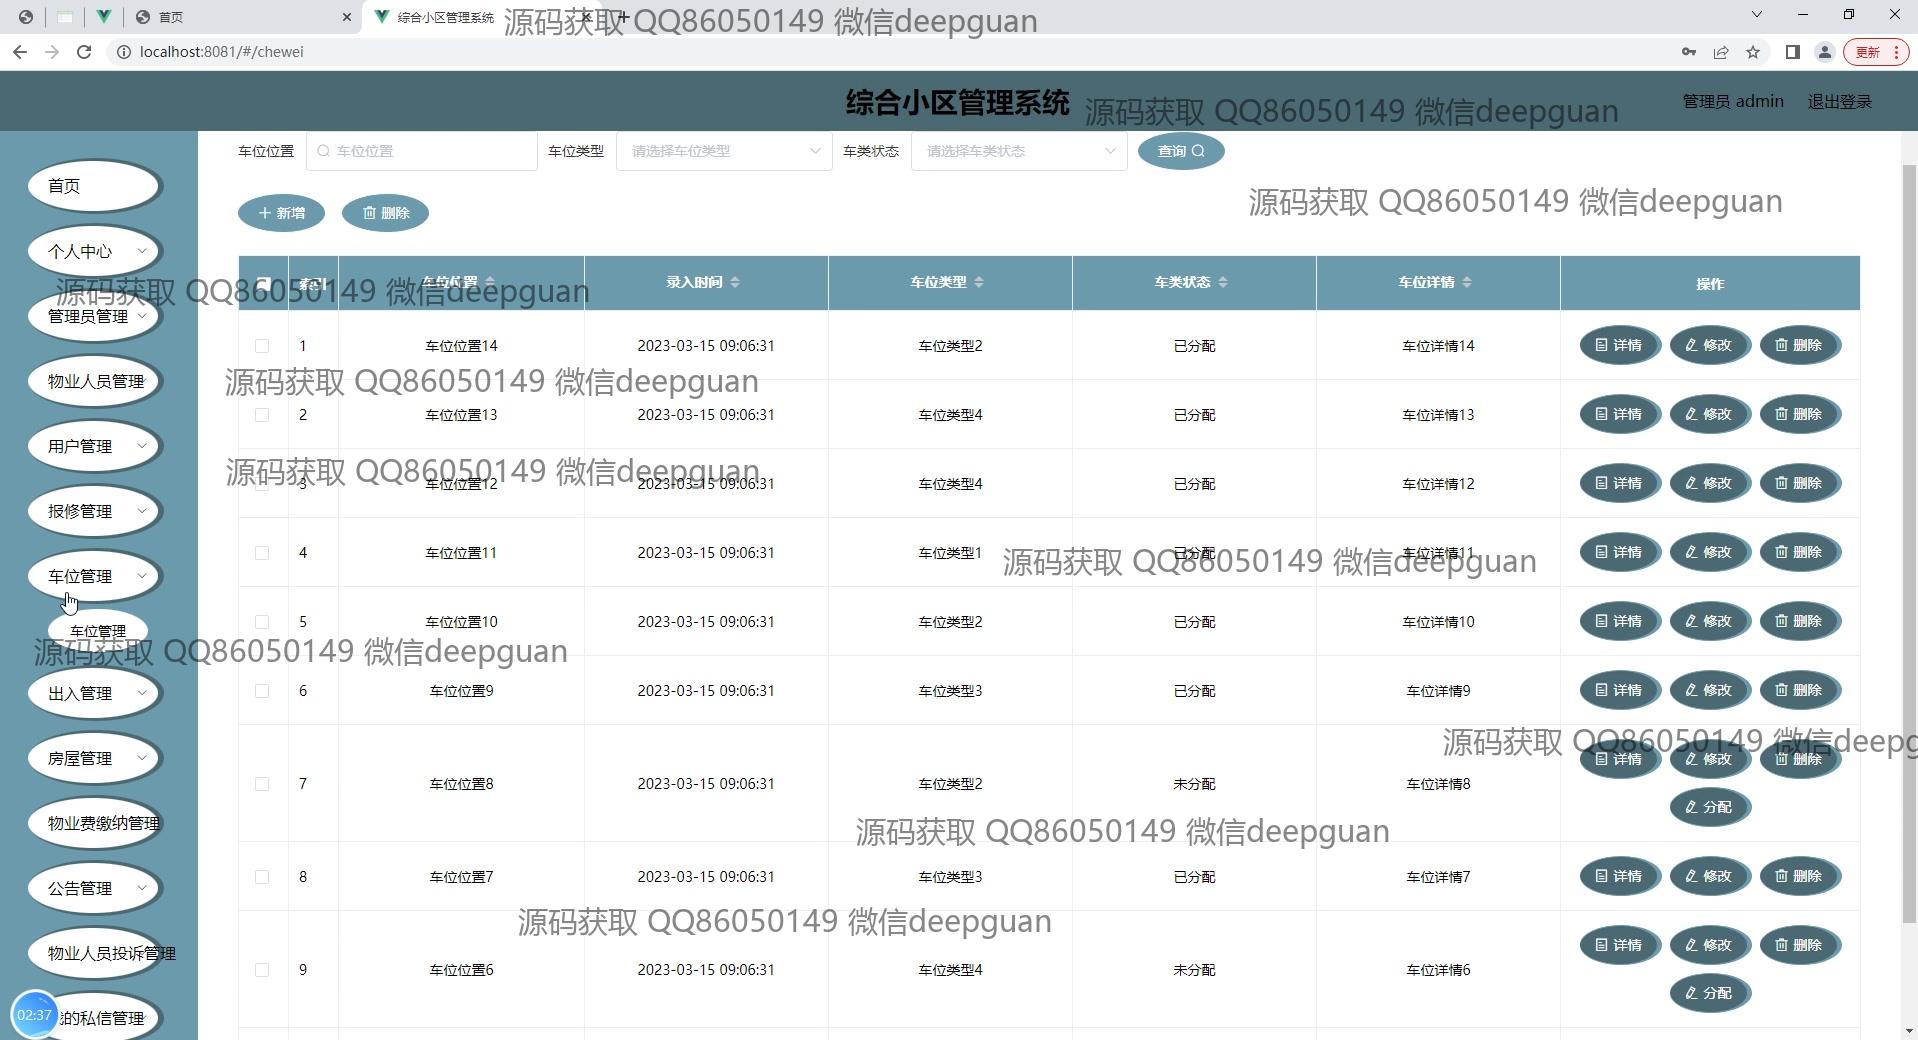 首页
综合小区管理系统
源码获取 QQ86050149 微信deepguan
localhost:8081/#/chewei
更新
综合小区管理系统
源码获取 QQ86050149 微信deepguan
管理员 admin
退出登录
车位位置
车位位置
车位类型
请选择车位类型
车类状态
请选择车类状态
查询
源码获取 QQ86050149 微信deepguan
新增
删除
首页
个人中心
管理员管理
物业人员管理
用户管理
报修管理
车位管理
车位管理
出入管理
房屋管理
物业费缴纳管理
公告管理
物业人员投诉管理
的私信管理
02:37
索引 车位位置 录入时间 车位类型 车类状态 车位详情 操作
源码获取 QQ86050149 微信deepguan
1 车位位置14 2023-03-15 09:06:31 车位类型2 已分配 车位详情14 详情 修改 删除
源码获取 QQ86050149 微信deepguan
2 车位位置13 2023-03-15 09:06:31 车位类型4 已分配 车位详情13 详情 修改 删除
源码获取 QQ86050149 微信deepguan
3 车位位置12 2023-03-15 09:06:31 车位类型4 已分配 车位详情12 详情 修改 删除
4 车位位置11 2023-03-15 09:06:31 车位类型1 已分配 车位详情11 详情 修改 删除
源码获取 QQ86050149 微信deepguan
5 车位位置10 2023-03-15 09:06:31 车位类型2 已分配 车位详情10 详情 修改 删除
源码获取 QQ86050149 微信deepguan
6 车位位置9 2023-03-15 09:06:31 车位类型3 已分配 车位详情9 详情 修改 删除
源码获取 QQ86050149 微信deepg
7 车位位置8 2023-03-15 09:06:31 车位类型2 未分配 车位详情8 详情 修改 删除
分配
源码获取 QQ86050149 微信deepguan
8 车位位置7 2023-03-15 09:06:31 车位类型3 已分配 车位详情7 详情 修改 删除
源码获取 QQ86050149 微信deepguan
9 车位位置6 2023-03-15 09:06:31 车位类型4 未分配 车位详情6 详情 修改 删除
分配